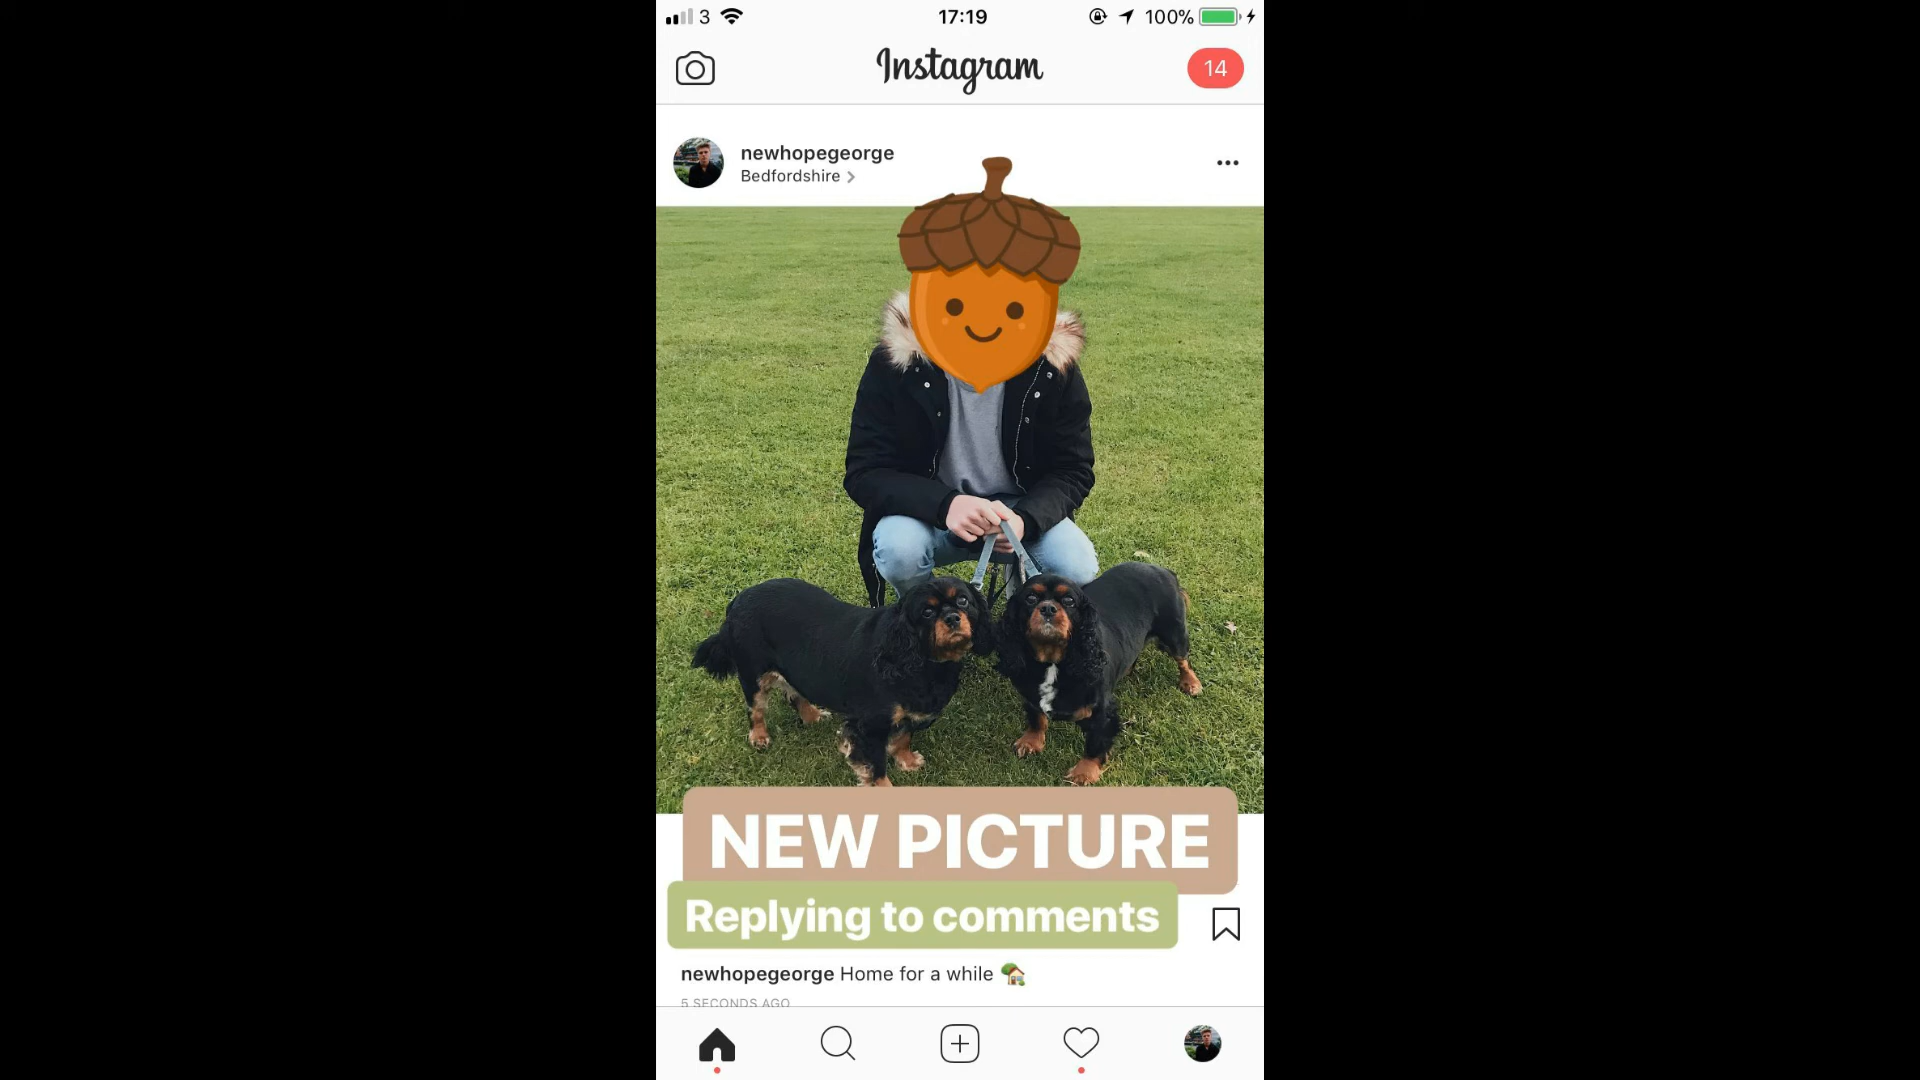 3 17:19 100%
Instagram
14
newhopegeorge
Bedfordshire
NEW PICTURE
Replying to comments
newhopegeorge Home for a while
5 SECONDS AGO